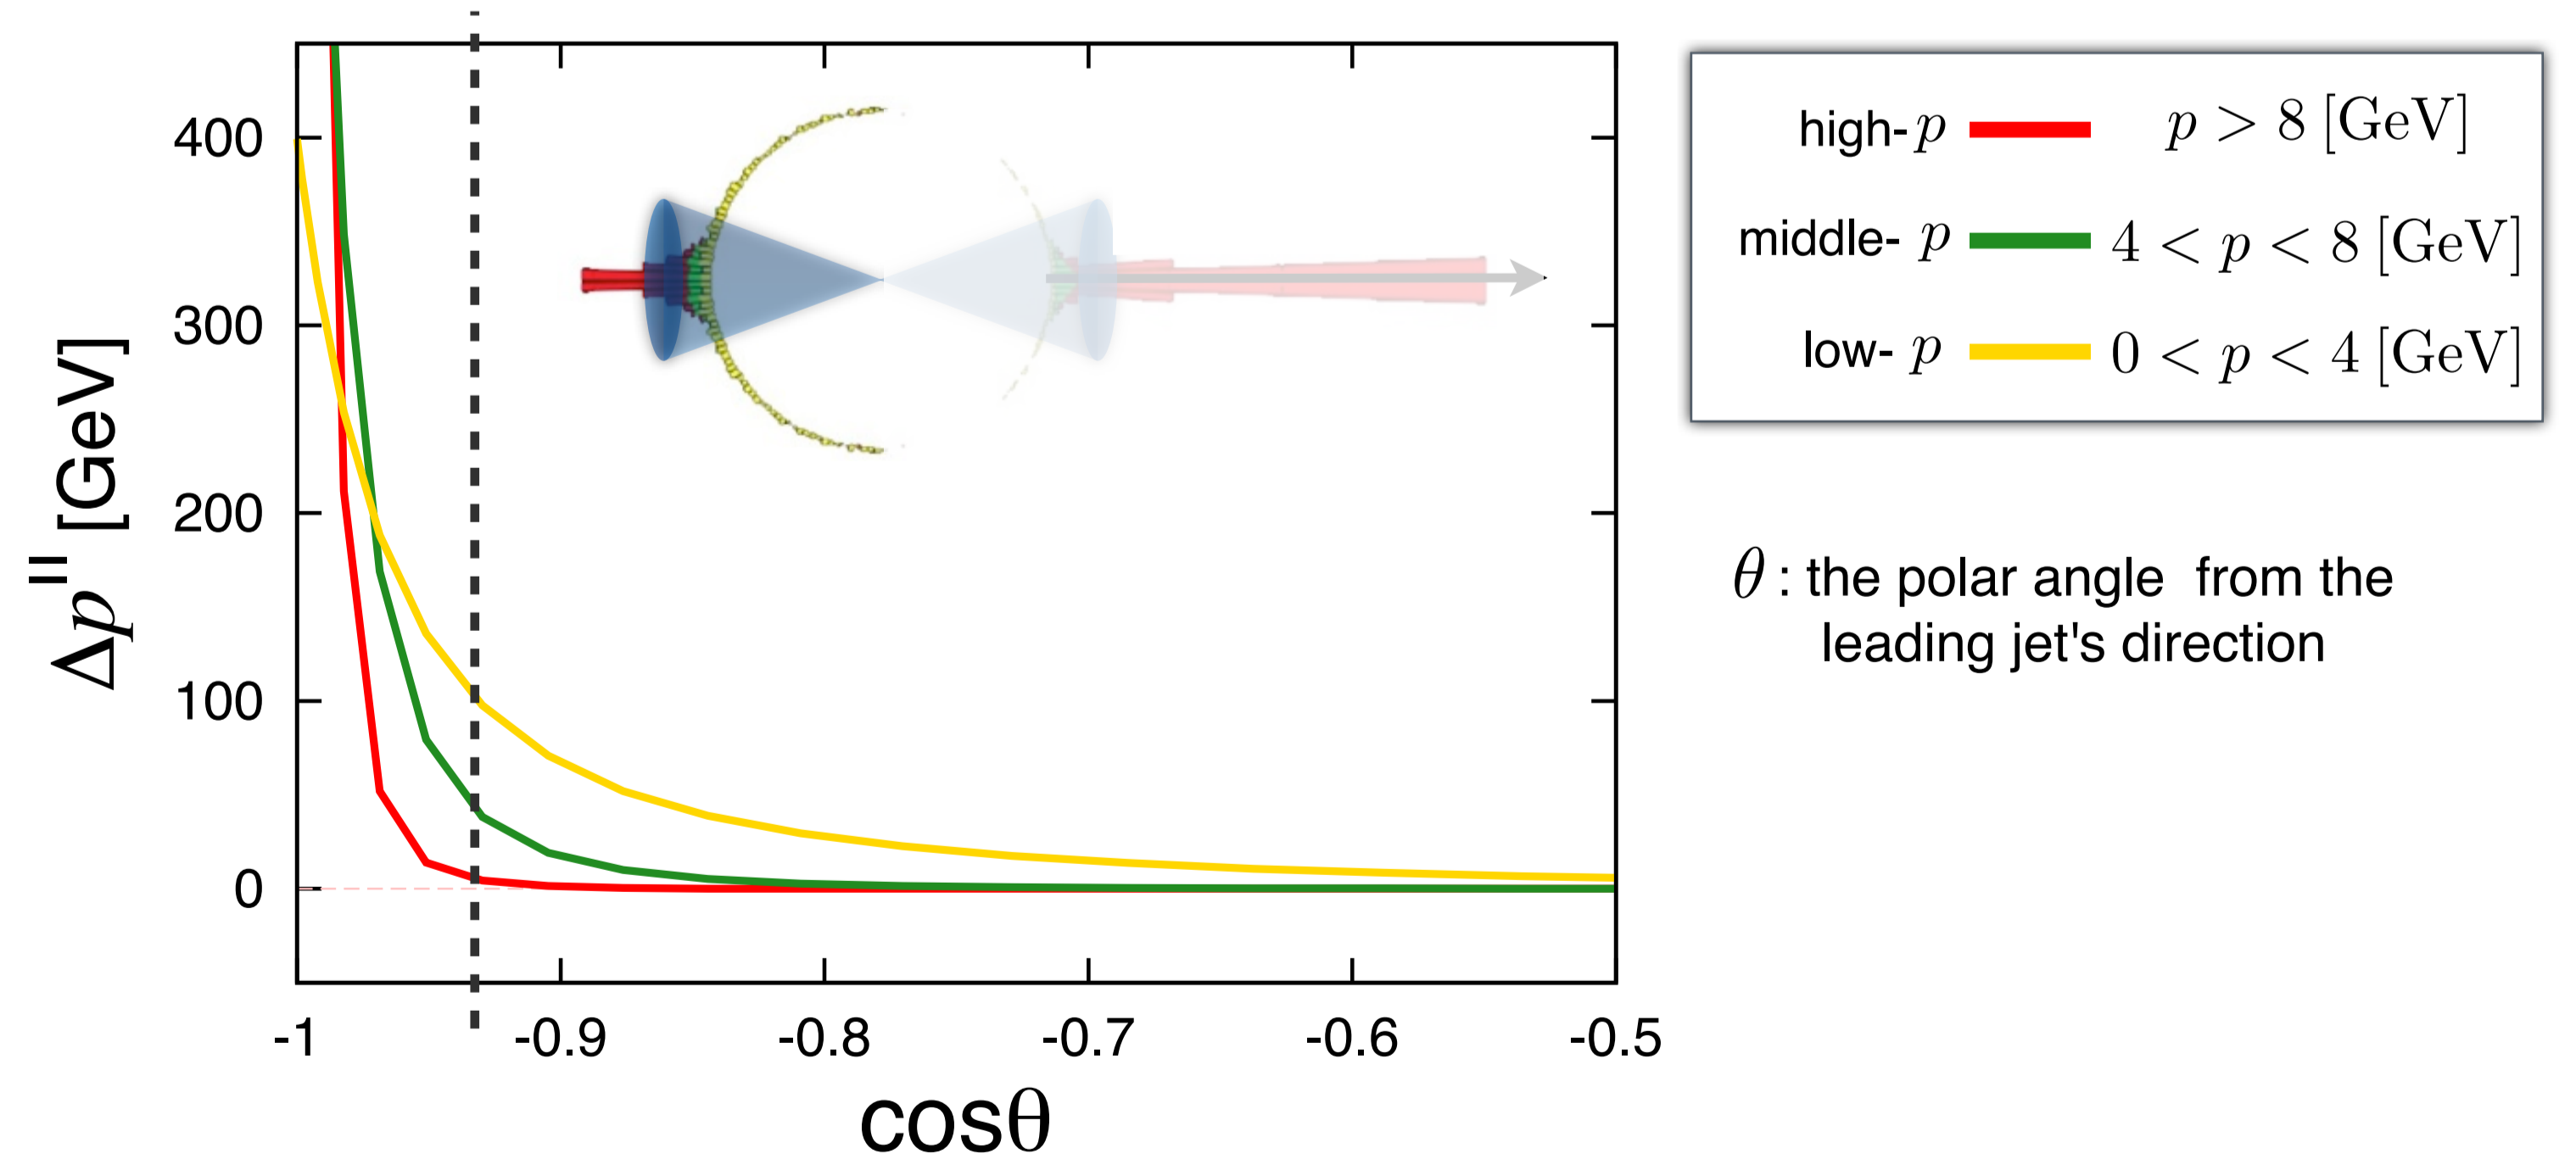 Δp^|| [GeV]
400
300
200
100
0
-1 -0.9 -0.8 -0.7 -0.6 -0.5
cosθ
high- p p > 8 [GeV]
middle- p 4 < p < 8 [GeV]
low- p 0 < p < 4 [GeV]
θ : the polar angle from the
leading jet's direction